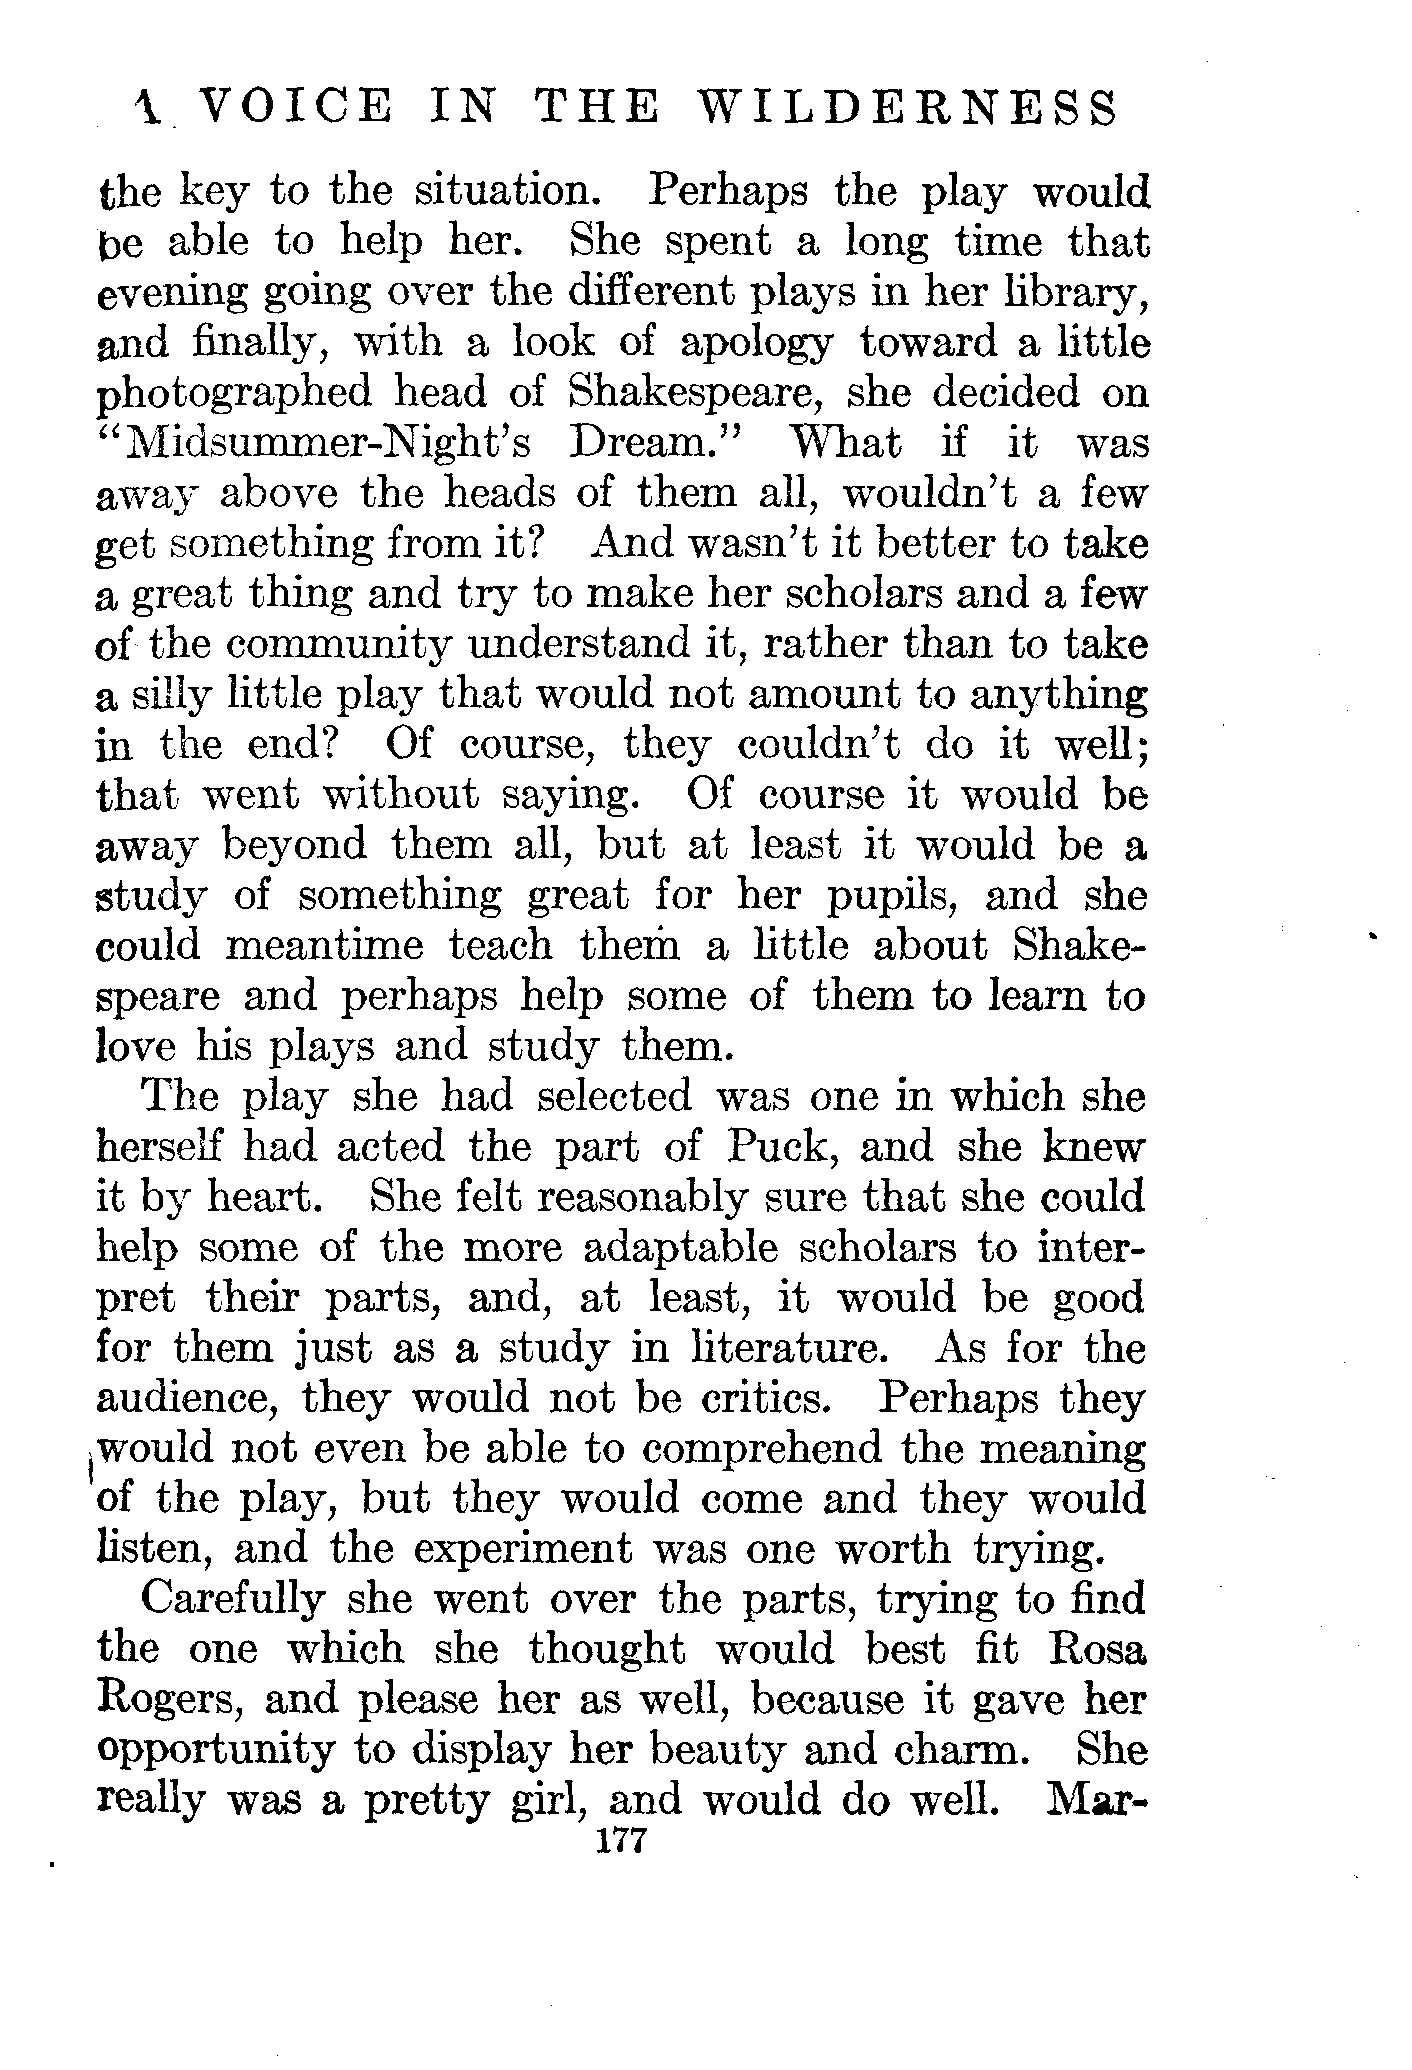 A VOICE IN THE WILDERNESS
the key to the situation. Perhaps the play would
be able to help her. She spent a long time that
evening going over the different plays in her library,
and finally, with a look of apology toward a little
photographed head of Shakespeare, she decided on
“Midsummer-Night’s Dream.” What if it was
away above the heads of them all, wouldn’t a few
get something from it? And wasn’t it better to take
a great thing and try to make her scholars and a few
of the community understand it, rather than to take
a silly little play that would not amount to anything
in the end? Of course, they couldn’t do it well;
that went without saying. Of course it would be
away beyond them all, but at least it would be a
study of something great for her pupils, and she
could meantime teach them a little about Shake-
speare and perhaps help some of them to learn to
love his plays and study them.
The play she had selected was one in which she
herself had acted the part of Puck, and she knew
it by heart. She felt reasonably sure that she could
help some of the more adaptable scholars to inter-
pret their parts, and, at least, it would be good
for them just as a study in literature. As for the
audience, they would not be critics. Perhaps they
would not even be able to comprehend the meaning
of the play, but they would come and they would
listen, and the experiment was one worth trying.
Carefully she went over the parts, trying to find
the one which she thought would best fit Rosa
Rogers, and please her as well, because it gave her
opportunity to display her beauty and charm. She
really was a pretty girl, and would do well. Mar-
177